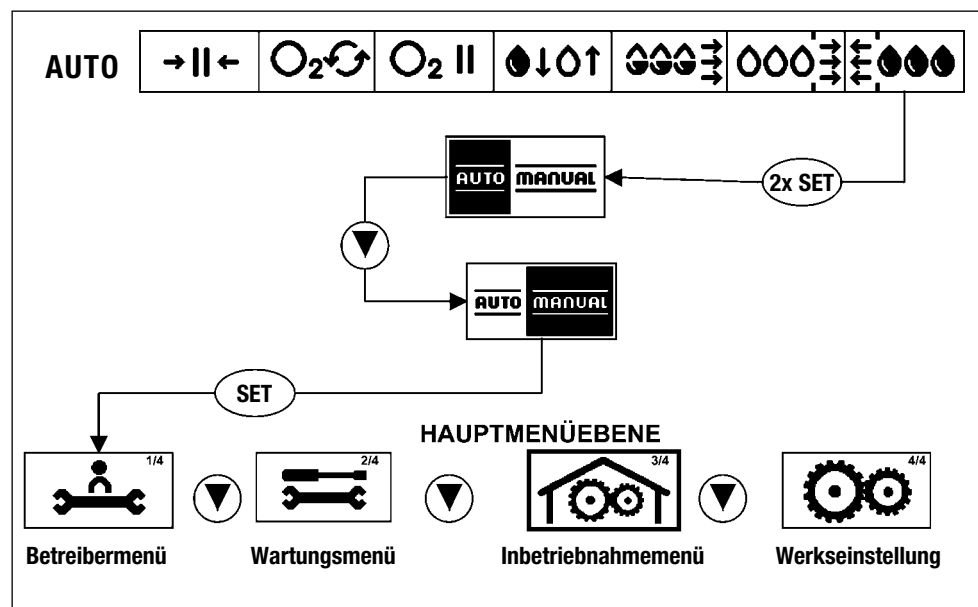 AUTO
O2
O2
AUTO MANUAL
2x SET
AUTO MANUAL
SET
HAUPTMENÜEBENE
1/4
2/4
3/4
4/4
Betreibermenü
Wartungsmenü
Inbetriebnahmemenü
Werkseinstellung